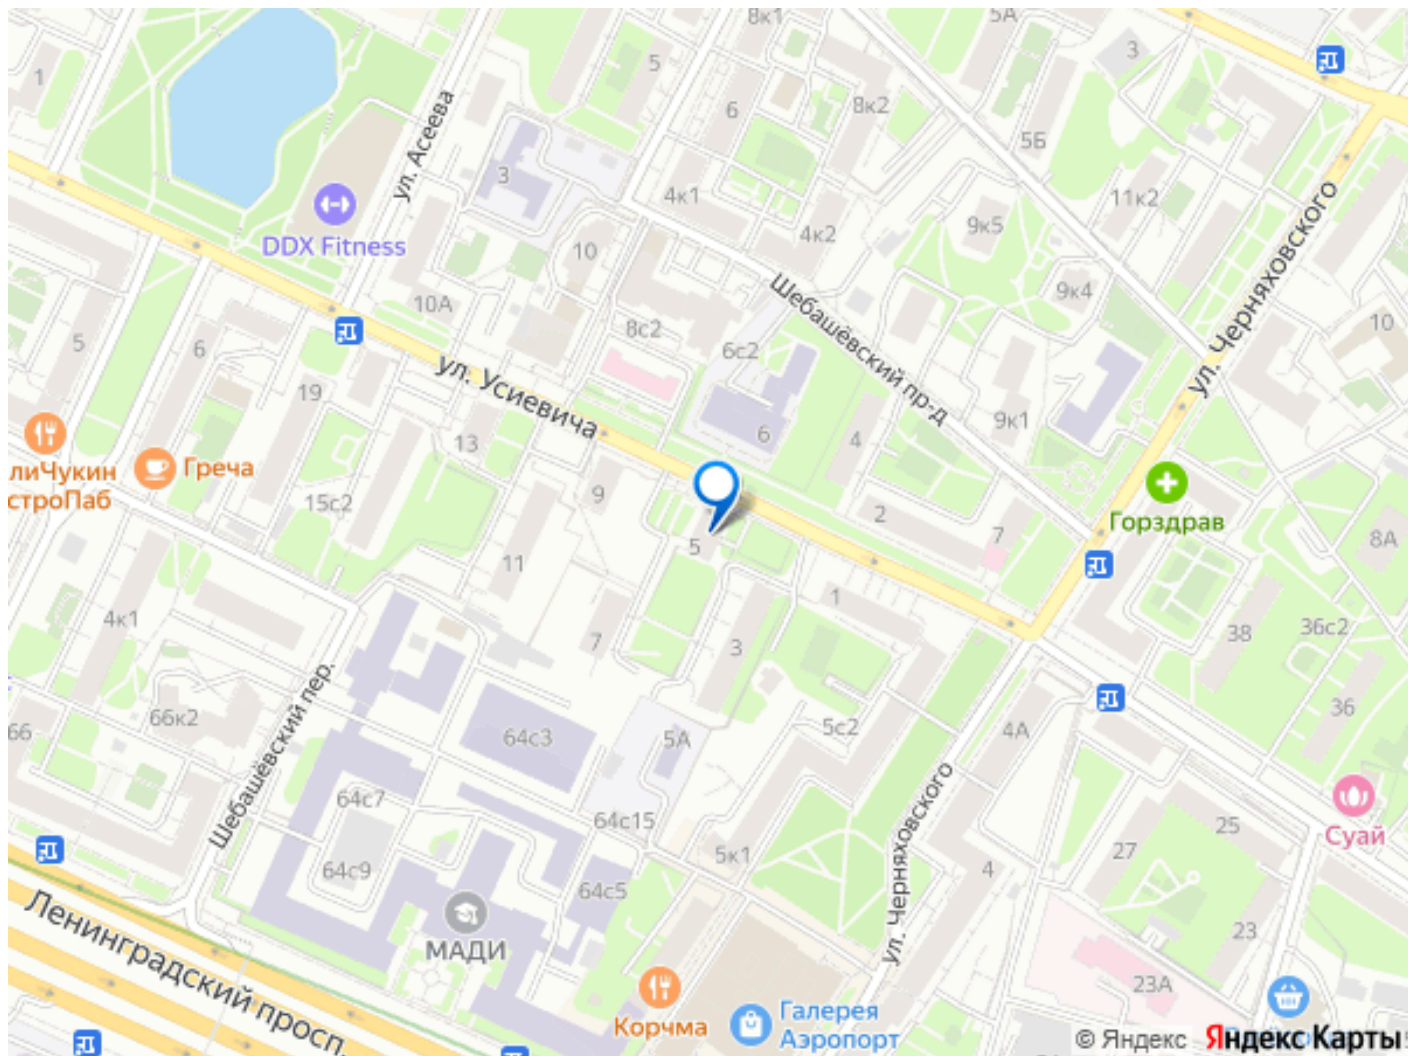 8к1
5А
3
1
5
6
8к2
5Б
ул. Асеева
3
4к1
4к2
11к2
9к5
DDX Fitness
10
10А
8с2
6с2
9к4
10
Шебашёвский пр-д
ул. Черняховского
5
6
19
ул. Усиевича
13
4
6
9к1
лиЧукин
строПаб
Греча
15с2
9
2
7
Горздрав
8А
11
5
1
4к1
7
3
38
36с2
36
66
66к2
Шебашёвский пер.
64с3
5А
5с2
4А
64с7
64с15
ул. Черняховского
25
Суай
27
5к1
4
64с9
64с5
23
МАДИ
23А
Ленинградский просп.
Корчма
Галерея
Аэропорт
© Яндекс
Яндекс Карты